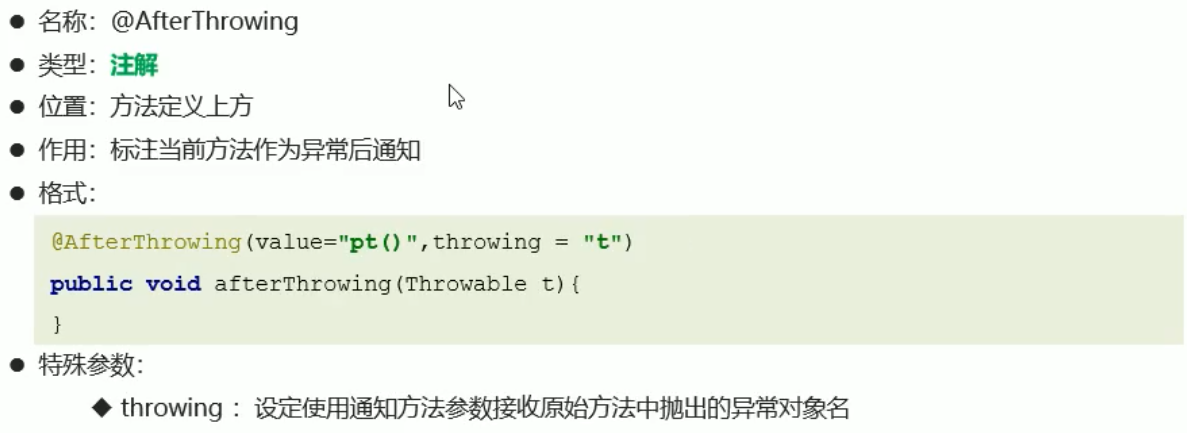 ● 名称：@AfterThrowing
● 类型：注解
● 位置：方法定义上方
● 作用：标注当前方法作为异常后通知
● 格式：
@AfterThrowing(value="pt()",throwing = "t")
public void afterThrowing(Throwable t){
}
● 特殊参数：
◆ throwing ：设定使用通知方法参数接收原始方法中抛出的异常对象名